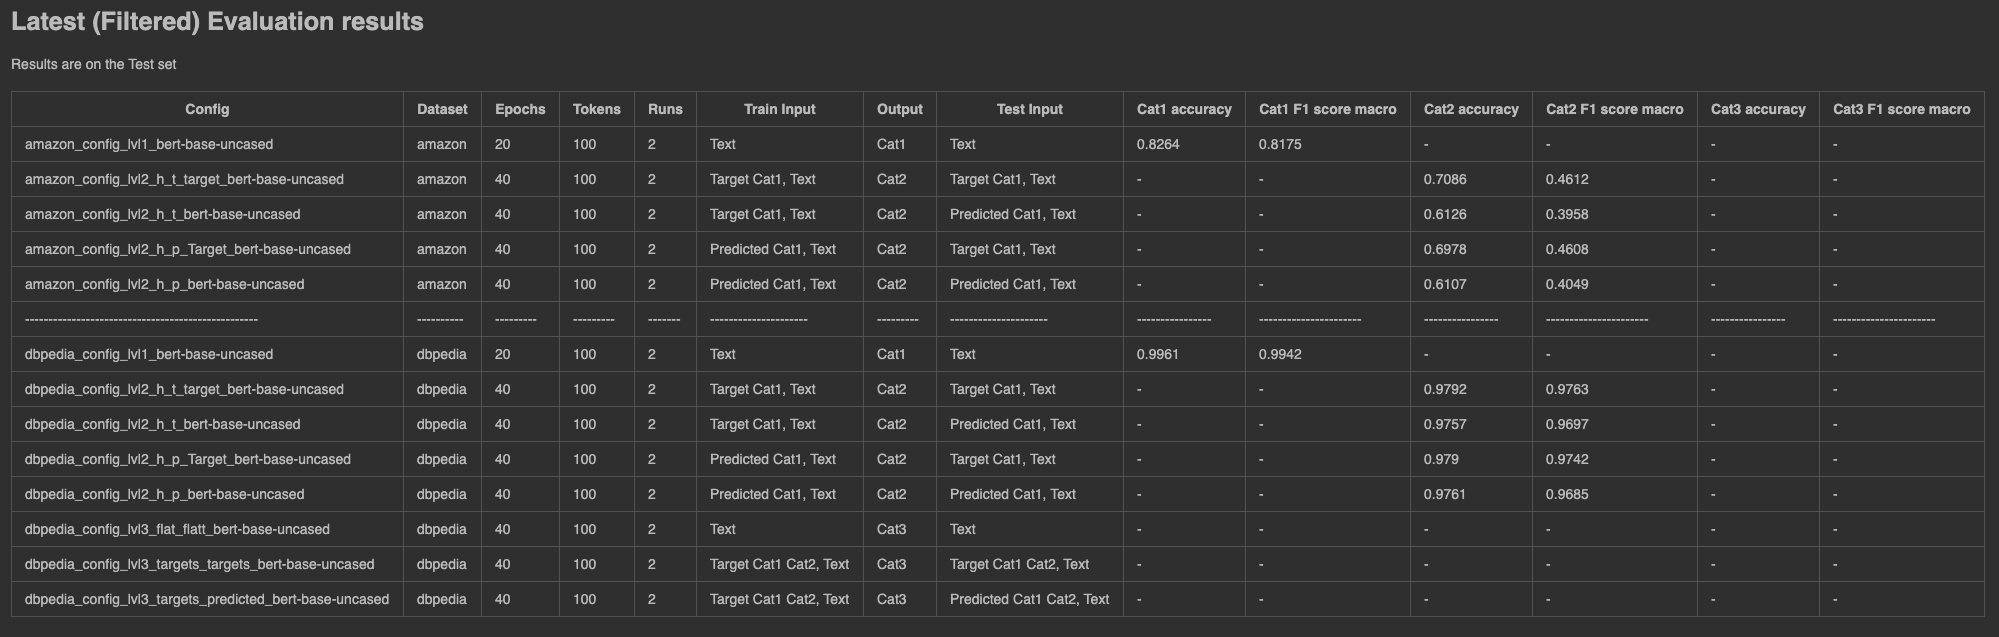 Latest (Filtered) Evaluation results
Results are on the Test set
Config Dataset Epochs Tokens Runs Train Input Output Test Input Cat1 accuracy Cat1 F1 score macro Cat2 accuracy Cat2 F1 score macro Cat3 accuracy Cat3 F1 score macro
amazon_config_lvl1_bert-base-uncased amazon 20 100 2 Text Cat1 Text 0.8264 0.8175 - - - -
amazon_config_lvl2_h_t_target_bert-base-uncased amazon 40 100 2 Target Cat1, Text Cat2 Target Cat1, Text - - 0.7086 0.4612 - -
amazon_config_lvl2_h_t_bert-base-uncased amazon 40 100 2 Target Cat1, Text Cat2 Predicted Cat1, Text - - 0.6126 0.3958 - -
amazon_config_lvl2_h_p_Target_bert-base-uncased amazon 40 100 2 Predicted Cat1, Text Cat2 Target Cat1, Text - - 0.6978 0.4608 - -
amazon_config_lvl2_h_p_bert-base-uncased amazon 40 100 2 Predicted Cat1, Text Cat2 Predicted Cat1, Text - - 0.6107 0.4049 - -
-------------------------------------------------- ---------- --------- --------- ------- --------------------- --------- --------------------- ---------------- ---------------------- ---------------- ---------------------- ---------------- ----------------------
dbpedia_config_lvl1_bert-base-uncased dbpedia 20 100 2 Text Cat1 Text 0.9961 0.9942 - - - -
dbpedia_config_lvl2_h_t_target_bert-base-uncased dbpedia 40 100 2 Target Cat1, Text Cat2 Target Cat1, Text - - 0.9792 0.9763 - -
dbpedia_config_lvl2_h_t_bert-base-uncased dbpedia 40 100 2 Target Cat1, Text Cat2 Predicted Cat1, Text - - 0.9757 0.9697 - -
dbpedia_config_lvl2_h_p_Target_bert-base-uncased dbpedia 40 100 2 Predicted Cat1, Text Cat2 Target Cat1, Text - - 0.979 0.9742 - -
dbpedia_config_lvl2_h_p_bert-base-uncased dbpedia 40 100 2 Predicted Cat1, Text Cat2 Predicted Cat1, Text - - 0.9761 0.9685 - -
dbpedia_config_lvl3_flat_flatt_bert-base-uncased dbpedia 40 100 2 Text Cat3 Text - - - - - -
dbpedia_config_lvl3_targets_targets_bert-base-uncased dbpedia 40 100 2 Target Cat1 Cat2, Text Cat3 Target Cat1 Cat2, Text - - - - - -
dbpedia_config_lvl3_targets_predicted_bert-base-uncased dbpedia 40 100 2 Target Cat1 Cat2, Text Cat3 Predicted Cat1 Cat2, Text - - - - - -